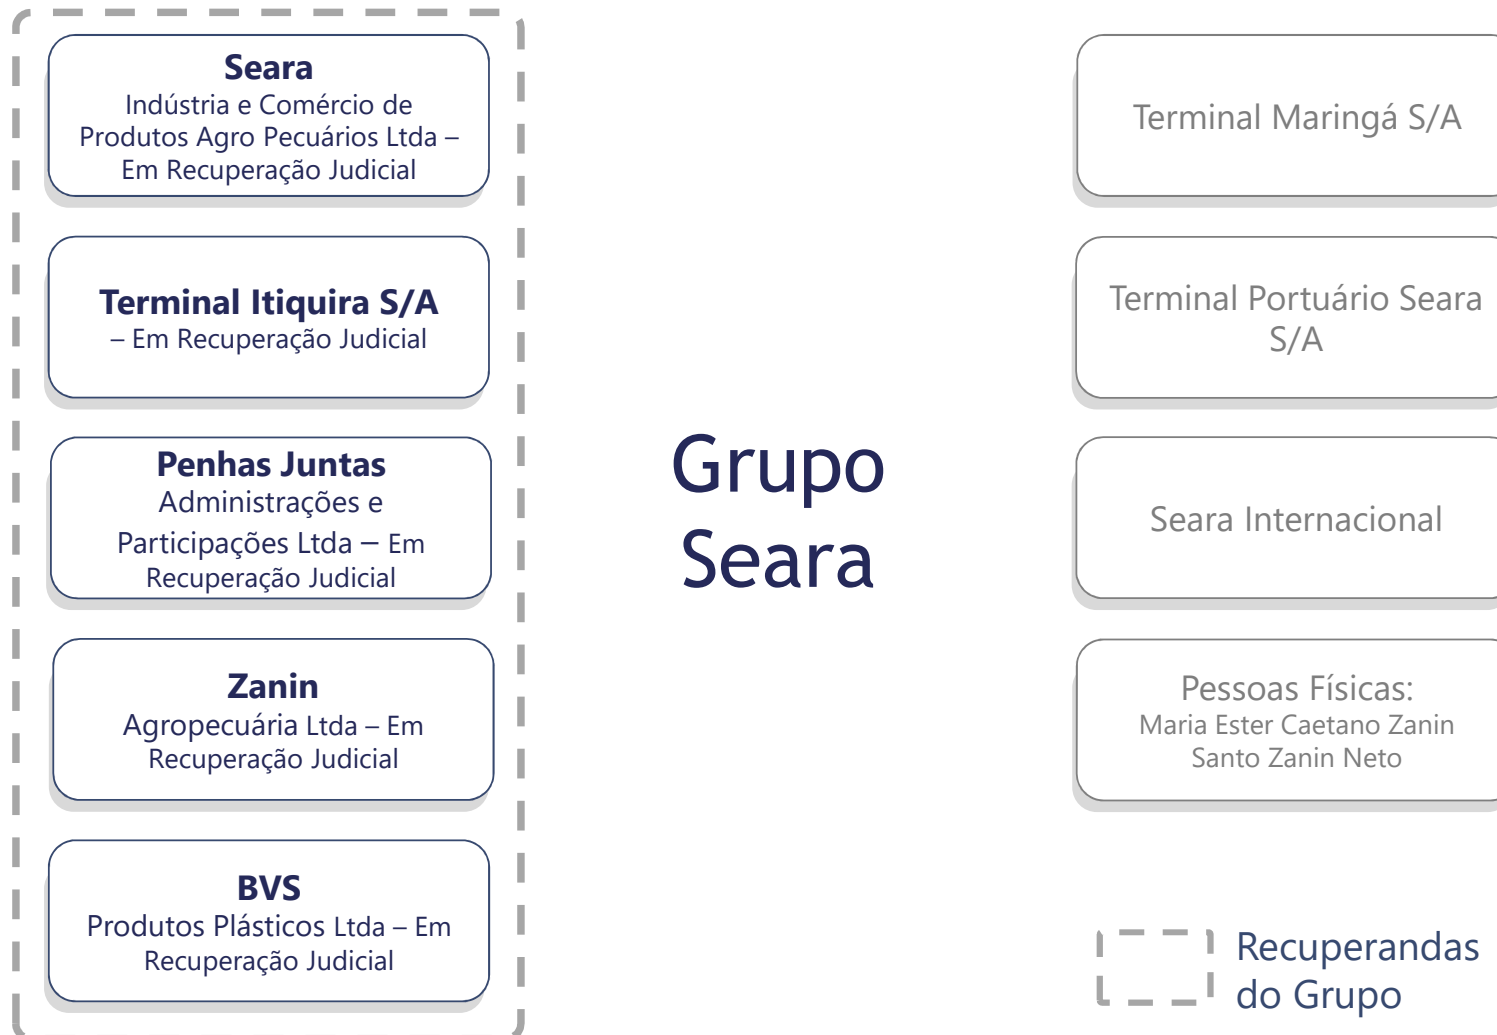 Seara
Indústria e Comércio de
Produtos Agro Pecuários Ltda –
Em Recuperação Judicial
Terminal Itiquira S/A
– Em Recuperação Judicial
Penhas Juntas
Administrações e
Participações Ltda – Em
Recuperação Judicial
Zanin
Agropecuária Ltda – Em
Recuperação Judicial
BVS
Produtos Plásticos Ltda – Em
Recuperação Judicial
Grupo
Seara
Terminal Maringá S/A
Terminal Portuário Seara
S/A
Seara Internacional
Pessoas Físicas:
Maria Ester Caetano Zanin
Santo Zanin Neto
Recuperandas
do Grupo